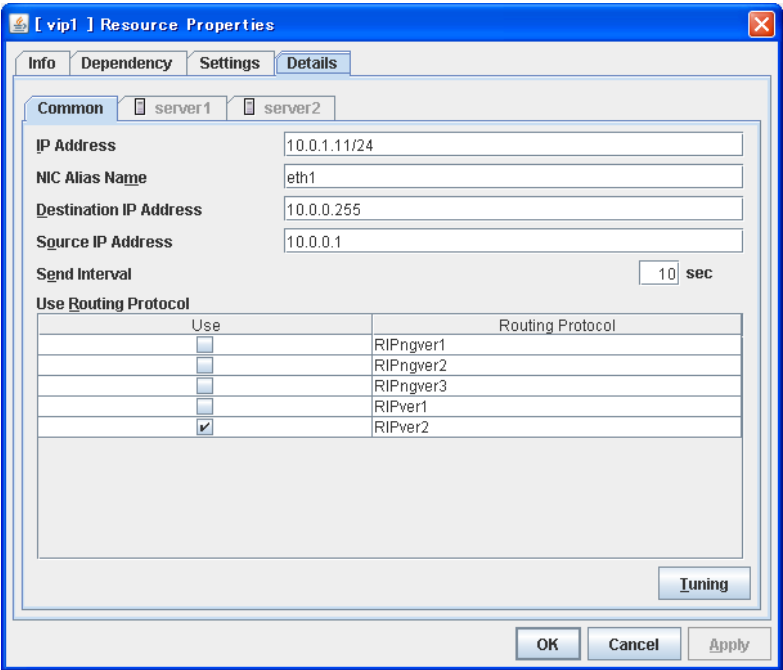 [ vip1 ] Resource Properties
Info Dependency Settings Details
Common server1 server2
IP Address 10.0.1.11/24
NIC Alias Name eth1
Destination IP Address 10.0.0.255
Source IP Address 10.0.0.1
Send Interval 10 sec
Use Routing Protocol
Use Routing Protocol
RIPngver1
RIPngver2
RIPngver3
RIPver1
RIPver2
Tuning
OK Cancel Apply